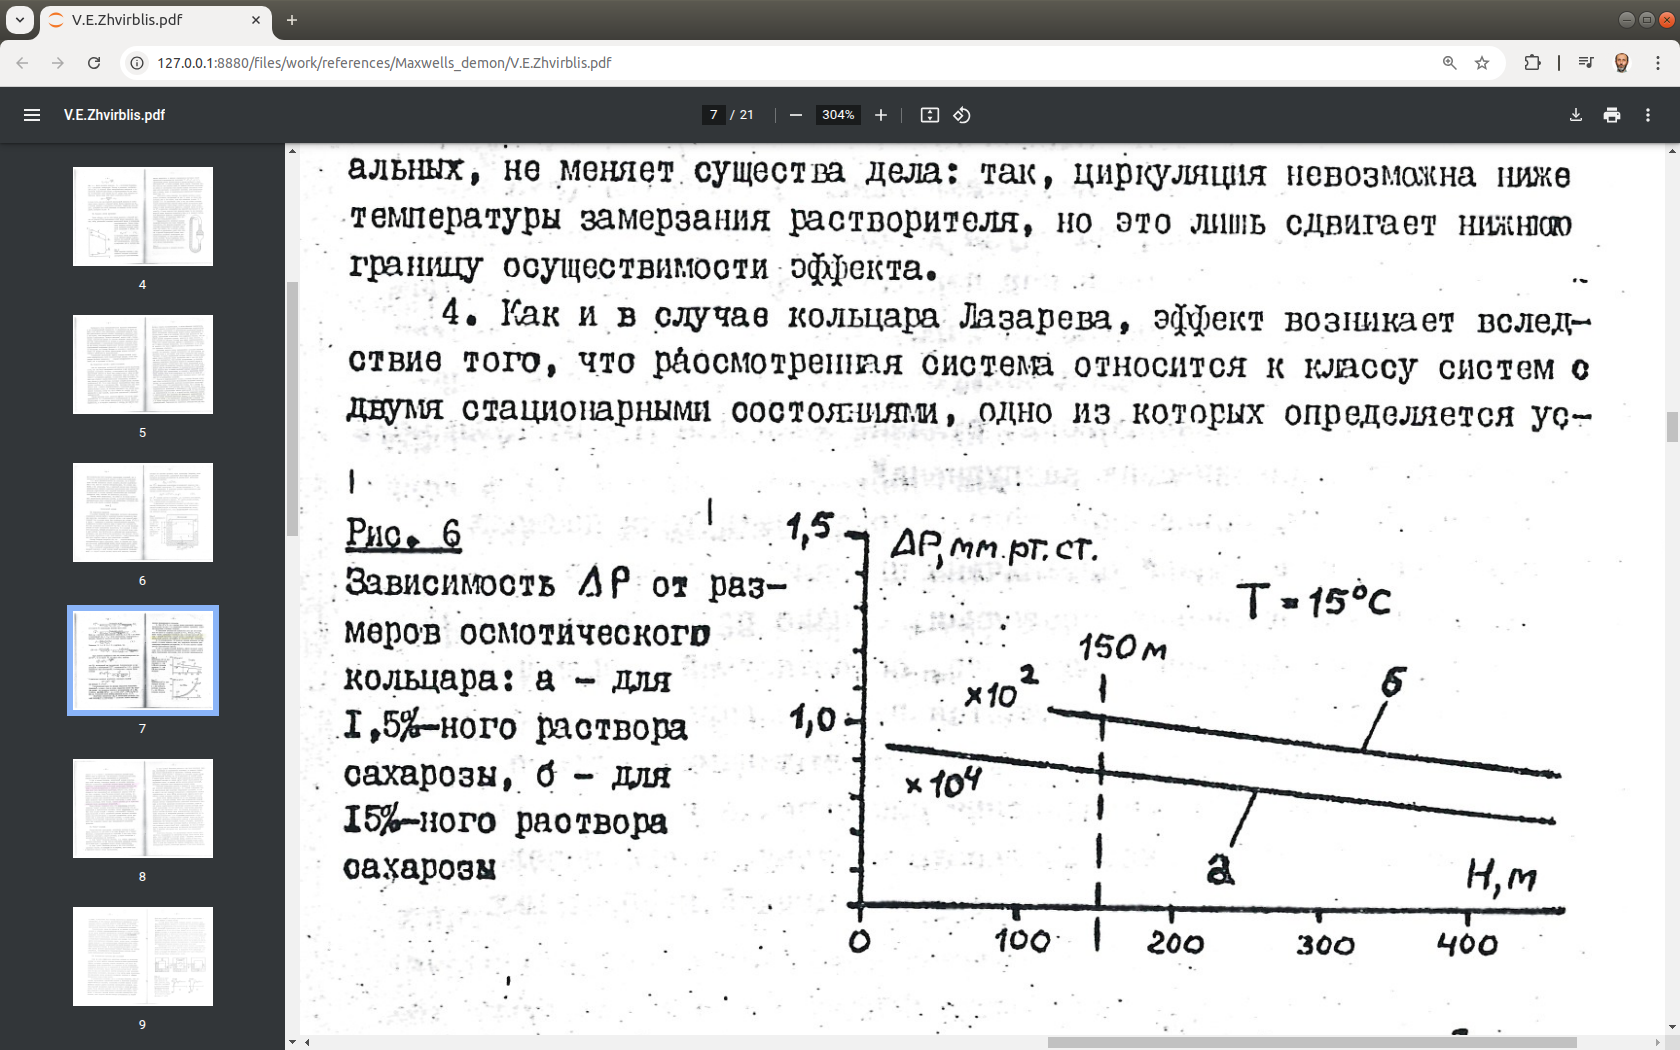 V.E.Zhvirblis.pdf
127.0.0.1:8880/files/work/references/Maxwells_demon/V.E.Zhvirblis.pdf
V.E.Zhvirblis.pdf
7 / 21
304%
4
5
6
7
8
9
альных, не меняет существа дела: так, циркуляция невозможна ниже
температуры замерзания растворителя, но это лишь сдвигает нижнюю
границу осуществимости эффекта.
4. Как и в случае кольцара Лазарева, эффект возникает вслед-
ствие того, что рассмотренная система относится к классу систем с
двумя стационарными состояниями, одно из которых определяется ус-
Рис. 6
Зависимость ΔP от раз-
меров осмотического
кольцара: а - для
I,5%-ного раствора
сахарозы, б - для
I5%-ного раствора
сахарозы
1,5
ΔP, мм.рт.ст.
T = 15°C
150 м
×10²
б
1,0
×10⁴
а
H, м
0
100
200
300
400